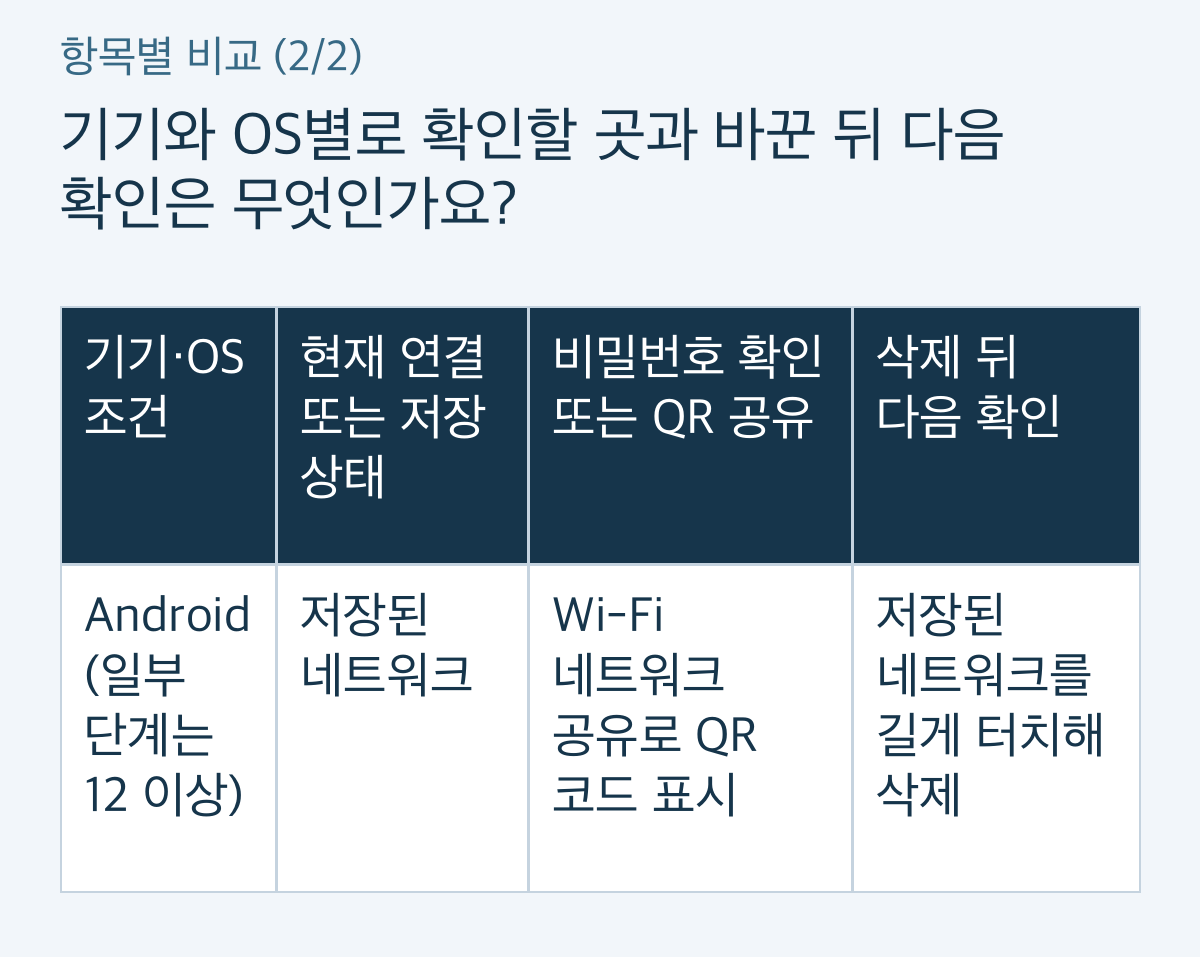 항목별 비교 (2/2)
기기와 OS별로 확인할 곳과 바꾼 뒤 다음
확인은 무엇인가요?
기기·OS
조건
현재 연결
또는 저장
상태
비밀번호 확인
또는 QR 공유
삭제 뒤
다음 확인
Android
(일부
단계는
12 이상)
저장된
네트워크
Wi-Fi
네트워크
공유로 QR
코드 표시
저장된
네트워크를
길게 터치해
삭제